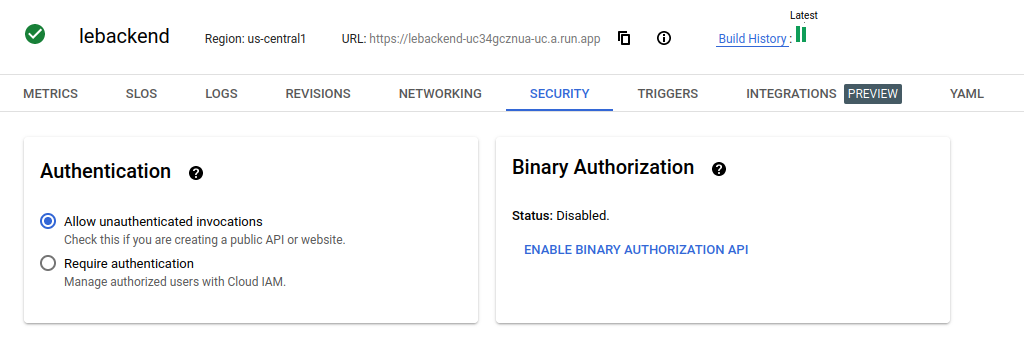 Latest
lebackend Region: us-central1 URL: https://lebackend-uc34gcznua-uc.a.run.app Build History :
METRICS SLOS LOGS REVISIONS NETWORKING SECURITY TRIGGERS INTEGRATIONS PREVIEW YAML
Authentication
Allow unauthenticated invocations
Check this if you are creating a public API or website.
Require authentication
Manage authorized users with Cloud IAM.
Binary Authorization
Status: Disabled.
ENABLE BINARY AUTHORIZATION API